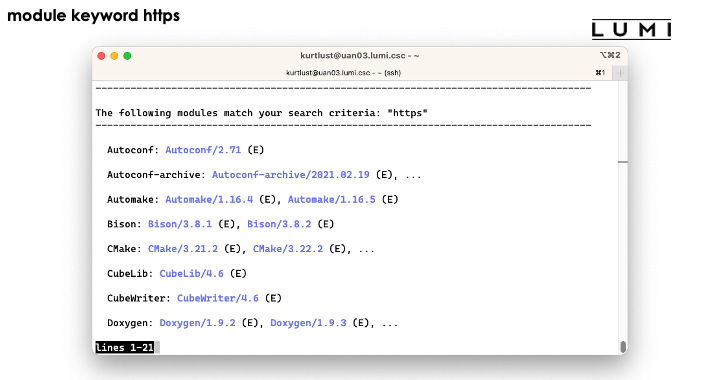 module keyword https
LUMI
kurtlust@uan03.lumi.csc - ~
⌥⌘2
kurtlust@uan03.lumi.csc - ~ (ssh)
⌘1 +
--------------------------------------------------------------------------------
The following modules match your search criteria: "https"
--------------------------------------------------------------------------------
Autoconf: Autoconf/2.71 (E)
Autoconf-archive: Autoconf-archive/2021.02.19 (E), ...
Automake: Automake/1.16.4 (E), Automake/1.16.5 (E)
Bison: Bison/3.8.1 (E), Bison/3.8.2 (E)
CMake: CMake/3.21.2 (E), CMake/3.22.2 (E), ...
CubeLib: CubeLib/4.6 (E)
CubeWriter: CubeWriter/4.6 (E)
Doxygen: Doxygen/1.9.2 (E), Doxygen/1.9.3 (E), ...
lines 1-21